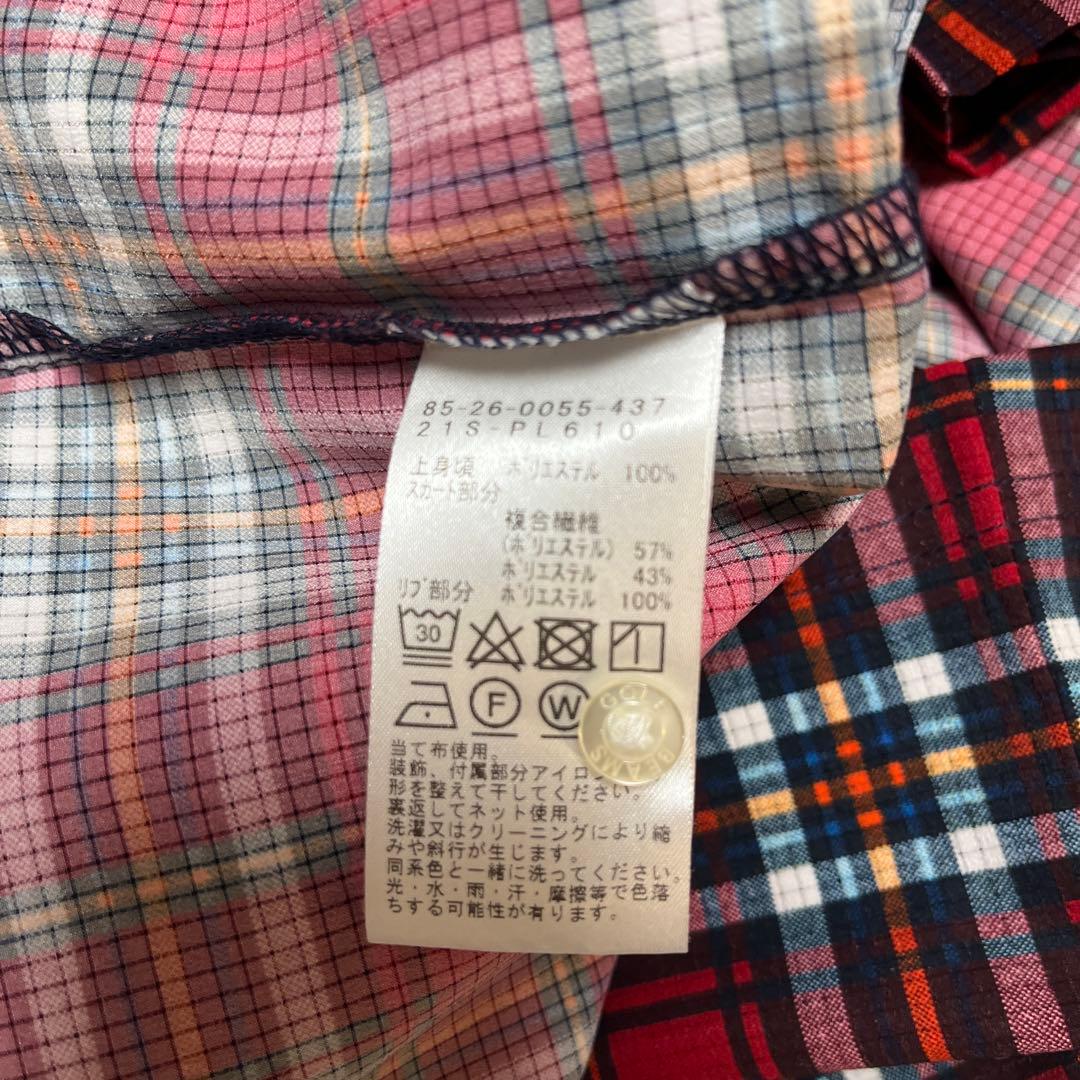 85-26-0055-437
21S-PL610
上身頃 ポリエステル 100%
スカート部分
複合繊維
(ポリエステル) 57%
ポリエステル 43%
リブ部分 ポリエステル 100%
30
F
W
BEAMS GOLF
当て布使用。
装飾、付属部分アイロン
形を整えて干してください。
裏返してネット使用。
洗濯又はクリーニングにより縮
みや斜行が生じます。
同系色と一緒に洗ってください。
光・水・雨・汗・摩擦等で色落
ちする可能性が有ります。